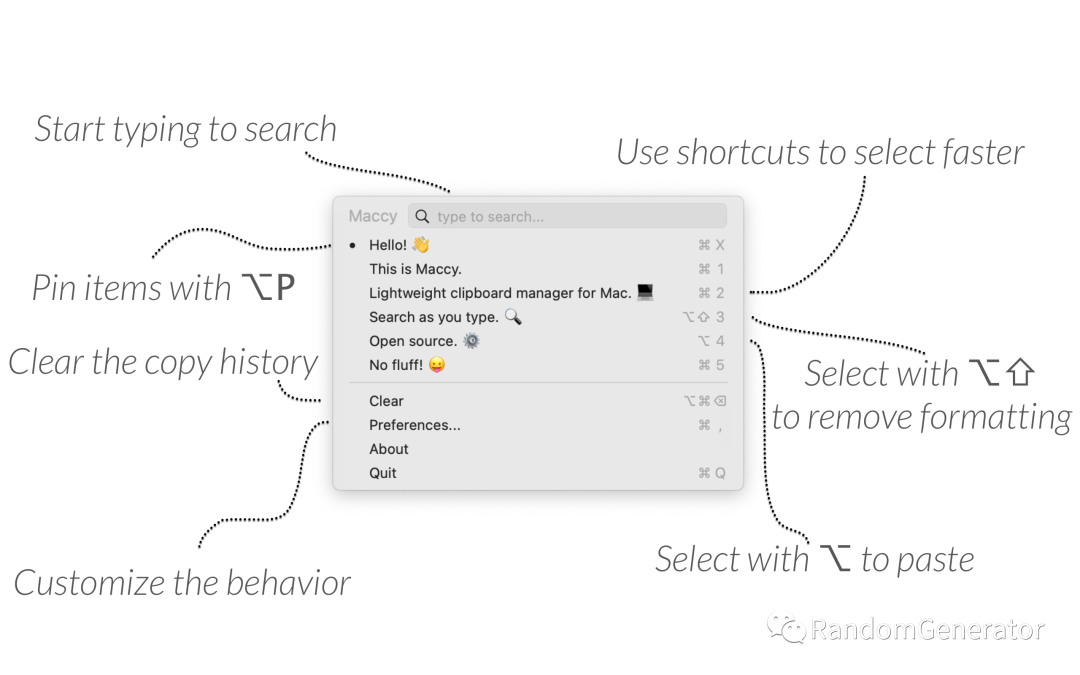 Start typing to search
Use shortcuts to select faster
Maccy type to search...
Hello! 👋 ⌘ X
This is Maccy. ⌘ 1
Lightweight clipboard manager for Mac. 💻 ⌘ 2
Search as you type. 🔍 ⌥⇧ 3
Open source. ⚙️ ⌥ 4
No fluff! 😛 ⌘ 5
Clear ⌥⌘⌫
Preferences... ⌘ ,
About
Quit ⌘ Q
Pin items with ⌥P
Clear the copy history
Customize the behavior
Select with ⌥⇧
to remove formatting
Select with ⌥ to paste
RandomGenerator